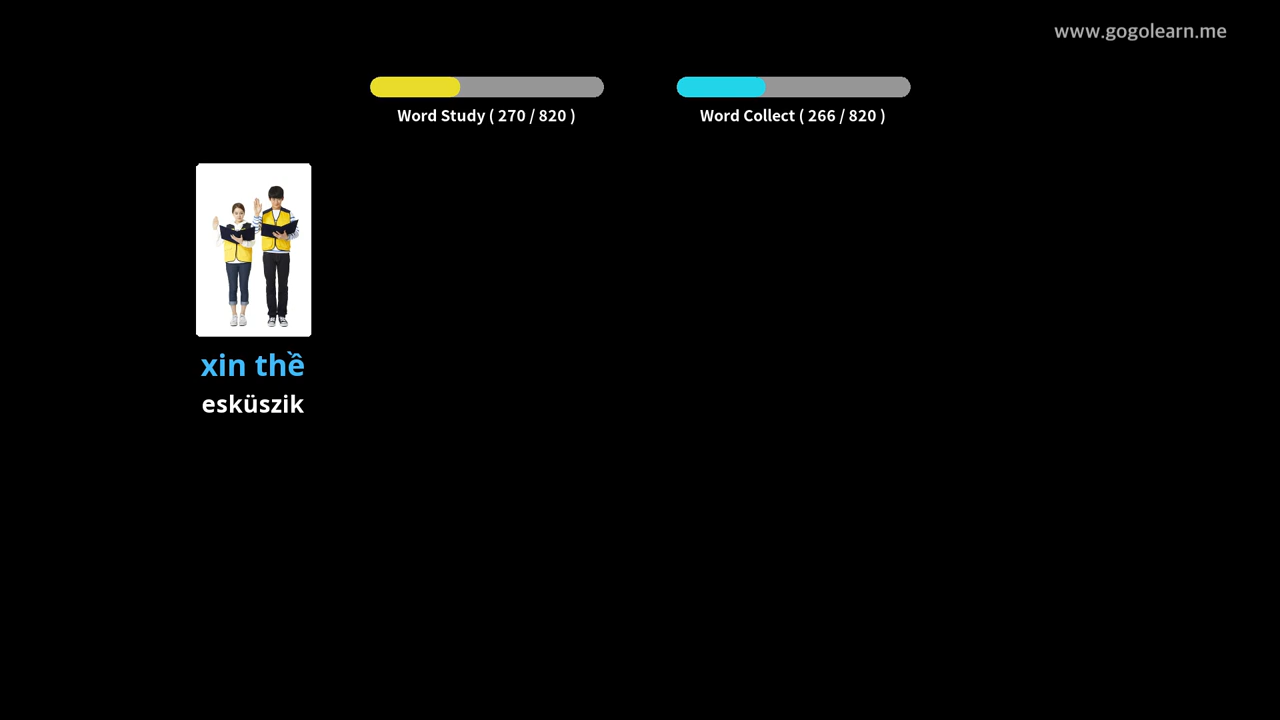 www.gogolearn.me
Word Study ( 270 / 820 )
Word Collect ( 266 / 820 )
xin thề
esküszik